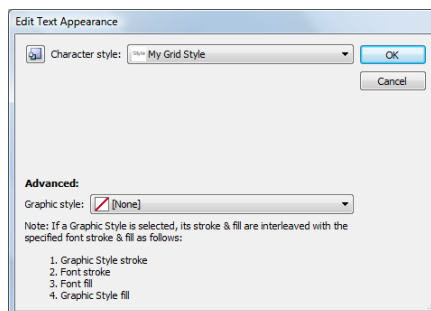 Edit Text Appearance
Character style: Style My Grid Style OK
Cancel
Advanced:
Graphic style: [None]
Note: If a Graphic Style is selected, its stroke & fill are interleaved with the
specified font stroke & fill as follows:
1. Graphic Style stroke
2. Font stroke
3. Font fill
4. Graphic Style fill